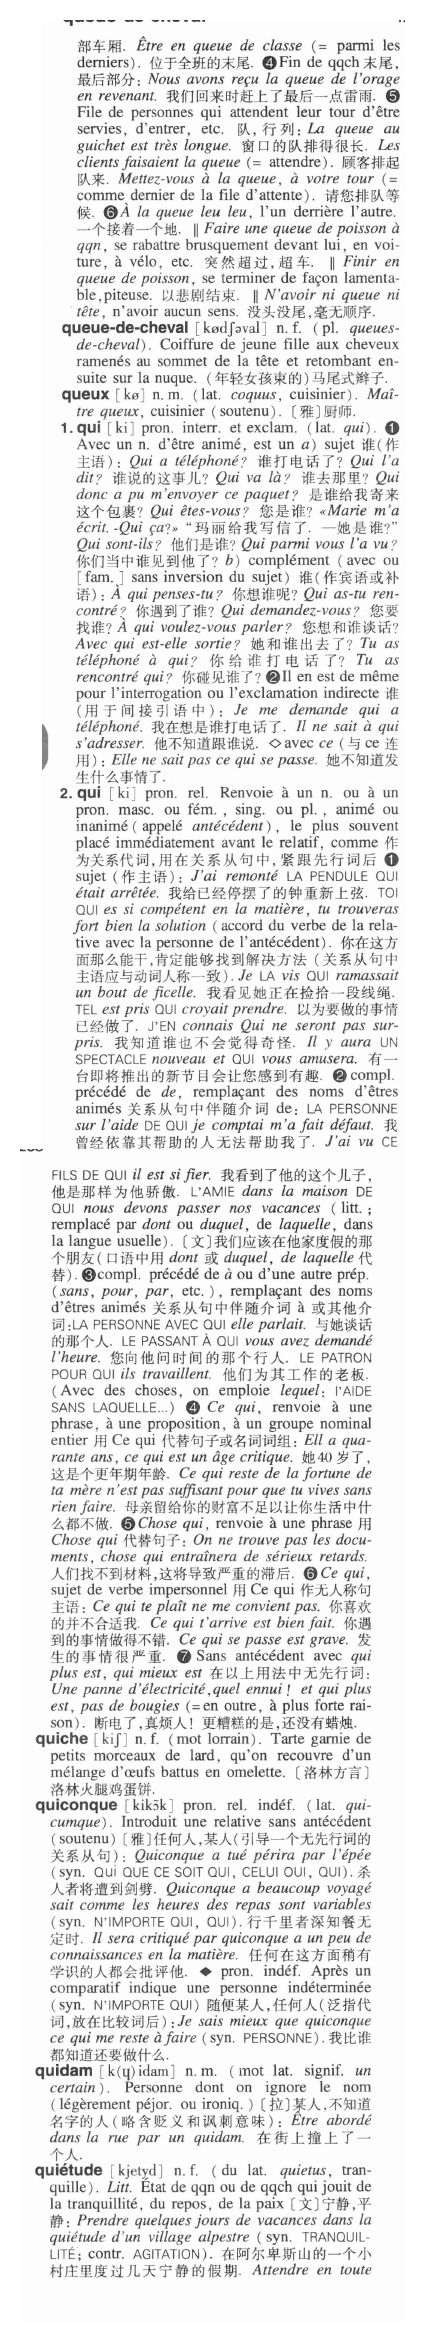 queue-de-cheval
部车厢. Être en queue de classe (= parmi les
derniers). 位于全班的末尾. ❹Fin de qqch 末尾,
最后部分: Nous avons reçu la queue de l'orage
en revenant. 我们回来时赶上了最后一点雷雨. ❺
File de personnes qui attendent leur tour d'être
servies, d'entrer, etc. 队, 行列: La queue au
guichet est très longue. 窗口的队排得很长. Les
clients faisaient la queue (= attendre). 顾客排起
队来. Mettez-vous à la queue, à votre tour (=
comme dernier de la file d'attente). 请您排队等
候. ❻À la queue leu leu, l'un derrière l'autre.
一个接着一个地. ‖ Faire une queue de poisson à
qqn, se rabattre brusquement devant lui, en voi-
ture, à vélo, etc. 突然超过, 超车. ‖ Finir en
queue de poisson, se terminer de façon lamenta-
ble, piteuse. 以悲剧结束. ‖ N'avoir ni queue ni
tête, n'avoir aucun sens. 没头没尾,毫无顺序.
queue-de-cheval [kødʃəval] n. f. (pl. queues-
de-cheval). Coiffure de jeune fille aux cheveux
ramenés au sommet de la tête et retombant en-
suite sur la nuque. (年轻女孩束的)马尾式辫子.
queux [kø] n. m. (lat. coquus, cuisinier). Maî-
tre queux, cuisinier (soutenu). 〔雅〕厨师.
1. qui [ki] pron. interr. et exclam. (lat. qui). ❶
Avec un n. d'être animé, est un a) sujet 谁(作
主语): Qui a téléphoné? 谁打电话了? Qui l'a
dit? 谁说的这事儿? Qui va là? 谁去那里? Qui
donc a pu m'envoyer ce paquet? 是谁给我寄来
这个包裹? Qui êtes-vous? 您是谁? «Marie m'a
écrit. -Qui ça?» “玛丽给我写信了. —她是谁?”
Qui sont-ils? 他们是谁? Qui parmi vous l'a vu?
你们当中谁见到他了? b) complément (avec ou
[fam.] sans inversion du sujet) 谁(作宾语或补
语): À qui penses-tu? 你想谁呢? Qui as-tu ren-
contré? 你遇到了谁? Qui demandez-vous? 您要
找谁? À qui voulez-vous parler? 您想和谁谈话?
Avec qui est-elle sortie? 她和谁出去了? Tu as
téléphoné à qui? 你给谁打电话了? Tu as
rencontré qui? 你碰见谁了? ❷Il en est de même
pour l'interrogation ou l'exclamation indirecte 谁
(用于间接引语中): Je me demande qui a
téléphoné. 我在想是谁打电话了. Il ne sait à qui
s'adresser. 他不知道跟谁说. ◇avec ce (与 ce 连
用): Elle ne sait pas ce qui se passe. 她不知道发
生什么事情了.
2. qui [ki] pron. rel. Renvoie à un n. ou à un
pron. masc. ou fém., sing. ou pl., animé ou
inanimé (appelé antécédent), le plus souvent
placé immédiatement avant le relatif, comme 作
为关系代词,用在关系从句中,紧跟先行词后 ❶
sujet (作主语): J'ai remonté LA PENDULE QUI
était arrêtée. 我给已经停摆了的钟重新上弦. TOI
QUI es si compétent en la matière, tu trouveras
fort bien la solution (accord du verbe de la rela-
tive avec la personne de l'antécédent). 你在这方
面那么能干,肯定能够找到解决方法 (关系从句中
主语应与动词人称一致). Je LA vis QUI ramassait
un bout de ficelle. 我看见她正在捡拾一段线绳.
TEL est pris QUI croyait prendre. 以为要做的事情
已经做了. J'EN connais Qui ne seront pas sur-
pris. 我知道谁也不会觉得奇怪. Il y aura UN
SPECTACLE nouveau et QUI vous amusera. 有一
台即将推出的新节目会让您感到有趣. ❷ compl.
précédé de de, remplaçant des noms d'êtres
animés 关系从句中伴随介词 de: LA PERSONNE
sur l'aide DE QUI je comptai m'a fait défaut. 我
曾经依靠其帮助的人无法帮助我了. J'ai vu CE
FILS DE QUI il est si fier. 我看到了他的这个儿子,
他是那样为他骄傲. L'AMIE dans la maison DE
QUI nous devons passer nos vacances (litt.;
remplacé par dont ou duquel, de laquelle, dans
la langue usuelle). 〔文〕我们应该在他家度假的那
个朋友(口语中用 dont 或 duquel, de laquelle 代
替). ❸compl. précédé de à ou d'une autre prép.
(sans, pour, par, etc.), remplaçant des noms
d'êtres animés 关系从句中伴随介词 à 或其他介
词:LA PERSONNE AVEC QUI elle parlait. 与她谈话
的那个人. LE PASSANT À QUI vous avez demandé
l'heure. 您向他问时间的那个行人. LE PATRON
POUR QUI ils travaillent. 他们为其工作的老板.
(Avec des choses, on emploie lequel: l'AIDE
SANS LAQUELLE...) ❹ Ce qui, renvoie à une
phrase, à une proposition, à un groupe nominal
entier 用 Ce qui 代替句子或名词词组: Ell a qua-
rante ans, ce qui est un âge critique. 她40 岁了,
这是个更年期年龄. Ce qui reste de la fortune de
ta mère n'est pas suffisant pour que tu vives sans
rien faire. 母亲留给你的财富不足以让你生活中什
么都不做. ❺Chose qui, renvoie à une phrase 用
Chose qui 代替句子: On ne trouve pas les docu-
ments, chose qui entraînera de sérieux retards.
人们找不到材料,这将导致严重的滞后. ❻Ce qui,
sujet de verbe impersonnel 用 Ce qui 作无人称句
主语: Ce qui te plaît ne me convient pas. 你喜欢
的并不合适我. Ce qui t'arrive est bien fait. 你遇
到的事情做得不错. Ce qui se passe est grave. 发
生的事情很严重. ❼ Sans antécédent avec qui
plus est, qui mieux est 在以上用法中无先行词:
Une panne d'électricité,quel ennui! et qui plus
est, pas de bougies (=en outre, à plus forte rai-
son). 断电了,真烦人! 更糟糕的是,还没有蜡烛.
quiche [kiʃ] n. f. (mot lorrain). Tarte garnie de
petits morceaux de lard, qu'on recouvre d'un
mélange d'œufs battus en omelette. 〔洛林方言〕
洛林火腿鸡蛋饼.
quiconque [kikɔ̃k] pron. rel. indéf. (lat. qui-
cumque). Introduit une relative sans antécédent
(soutenu) 〔雅〕任何人,某人(引导一个无先行词的
关系从句): Quiconque a tué périra par l'épée
(syn. QUI QUE CE SOIT QUI, CELUI OUI, QUI). 杀
人者将遭到剑劈. Quiconque a beaucoup voyagé
sait comme les heures des repas sont variables
(syn. N'IMPORTE QUI, QUI). 行千里者深知餐无
定时. Il sera critiqué par quiconque a un peu de
connaissances en la matière. 任何在这方面稍有
学识的人都会批评他. ◆ pron. indéf. Après un
comparatif indique une personne indéterminée
(syn. N'IMPORTE QUI) 随便某人,任何人(泛指代
词,放在比较词后): Je sais mieux que quiconque
ce qui me reste à faire (syn. PERSONNE). 我比谁
都知道还要做什么.
quidam [k(ɥ)idam] n. m. (mot lat. signif. un
certain). Personne dont on ignore le nom
(légèrement péjor. ou ironiq.) 〔拉〕某人,不知道
名字的人(略含贬义和讽刺意味): Être abordé
dans la rue par un quidam. 在街上撞上了一
个人.
quiétude [kjetyd] n. f. (du lat. quietus, tran-
quille). Litt. État de qqn ou de qqch qui jouit de
la tranquillité, du repos, de la paix 〔文〕宁静,平
静: Prendre quelques jours de vacances dans la
quiétude d'un village alpestre (syn. TRANQUIL-
LITÉ; contr. AGITATION). 在阿尔卑斯山的一个小
村庄里度过几天宁静的假期. Attendre en toute